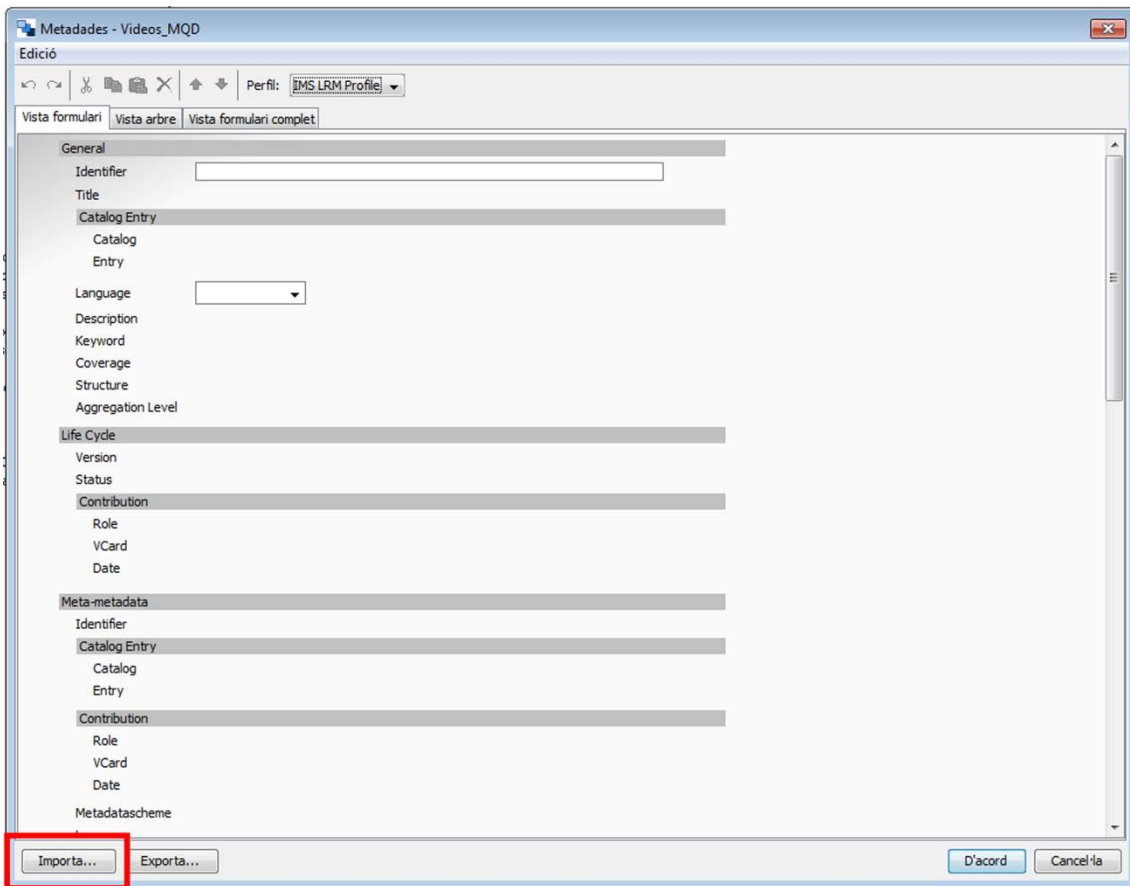 Metadades - Videos_MQD
Edició
Perfil: IMS LRM Profile
Vista formulari Vista arbre Vista formulari complet
General
Identifier
Title
Catalog Entry
Catalog
Entry
Language
Description
Keyword
Coverage
Structure
Aggregation Level
Life Cycle
Version
Status
Contribution
Role
VCard
Date
Meta-metadata
Identifier
Catalog Entry
Catalog
Entry
Contribution
Role
VCard
Date
Metadatascheme
Importa... Exporta... D'acord Cancel·la